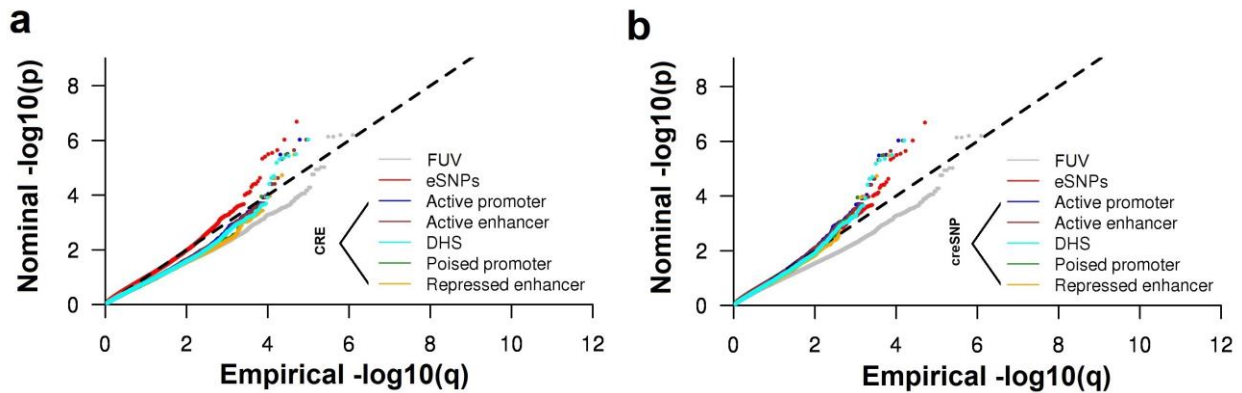 a
Nominal -log10(p)
8
6
4
2
0
0 2 4 6 8 10 12
Empirical -log10(q)
CRE
FUV
eSNPs
Active promoter
Active enhancer
DHS
Poised promoter
Repressed enhancer
b
Nominal -log10(p)
8
6
4
2
0
0 2 4 6 8 10 12
Empirical -log10(q)
creSNP
FUV
eSNPs
Active promoter
Active enhancer
DHS
Poised promoter
Repressed enhancer